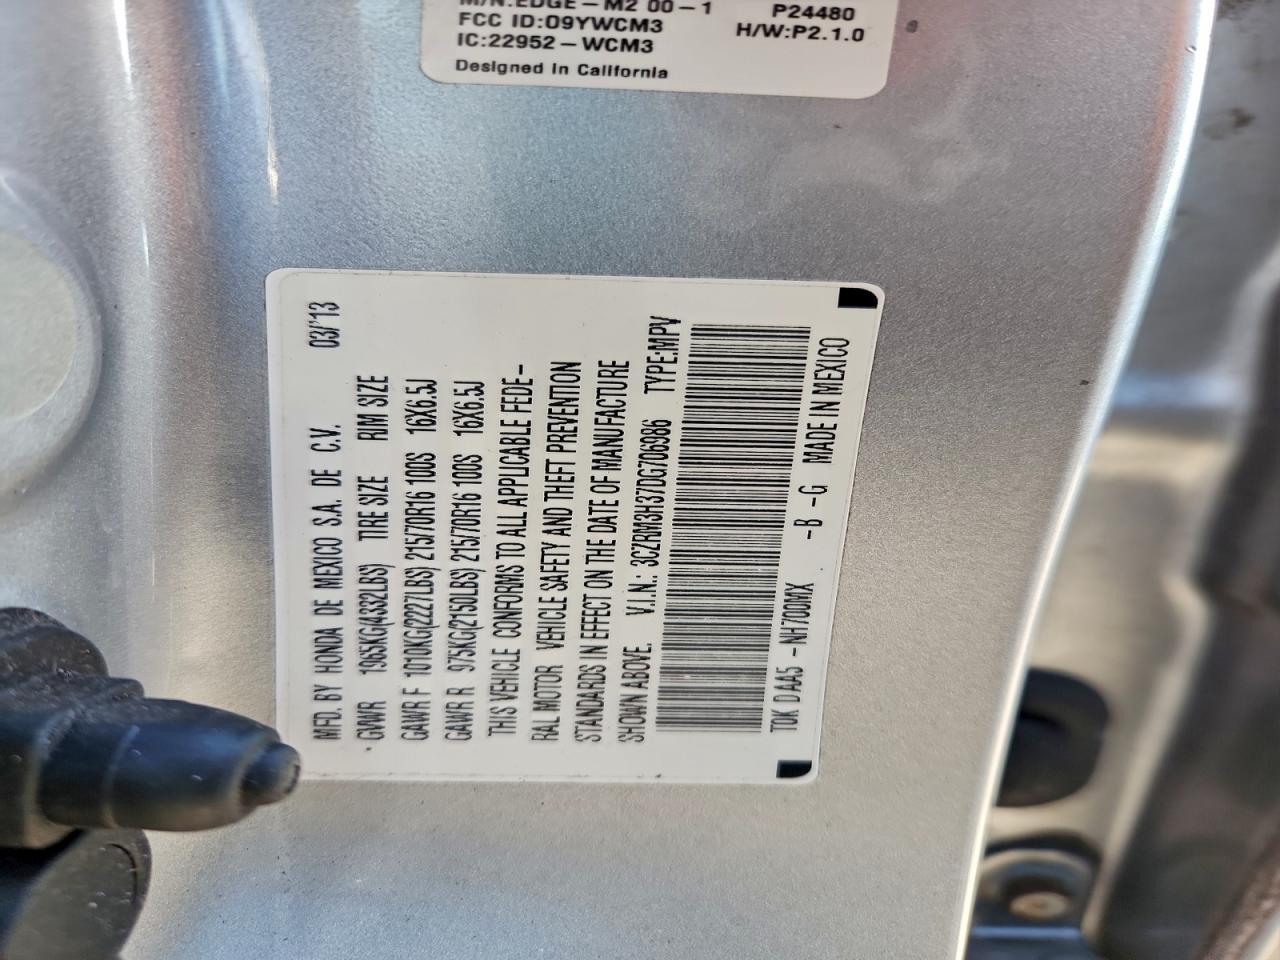 M/N:EDGE-M2 00-1 P24480
FCC ID:O9YWCM3 H/W:P2.1.0
IC:22952-WCM3
Designed in California
MFD. BY HONDA DE MEXICO S.A. DE C.V. 03/'13
GVWR 1965KG(4332LBS) TIRE SIZE RIM SIZE
GAWR F 1010KG(2227LBS) 215/70R16 100S 16X6.5J
GAWR R 975KG(2150LBS) 215/70R16 100S 16X6.5J
THIS VEHICLE CONFORMS TO ALL APPLICABLE FEDE-
RAL MOTOR VEHICLE SAFETY AND THEFT PREVENTION
STANDARDS IN EFFECT ON THE DATE OF MANUFACTURE
SHOWN ABOVE. V.I.N.: 3CZRM3H37DG706986 TYPE:MPV
TDK D AA5 -NH700MX -B -G MADE IN MEXICO